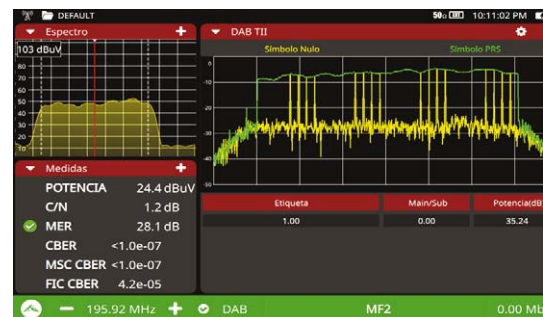 DEFAULT
50Ω 10:11:02 PM
Espectro +
103 dBuV
80
70
60
50
40
30
20
10
Medidas +
POTENCIA 24.4 dBuV
C/N 1.2 dB
MER 28.1 dB
CBER <1.0e-07
MSC CBER <1.0e-07
FIC CBER 4.2e-05
DAB TII
Símbolo Nulo Símbolo PRS
0
-10
-20
-30
-40
-50
Etiqueta Main/Sub Potencia(dB
1.00 0.00 35.24
− 195.92 MHz + DAB MF2 0.00 Mb